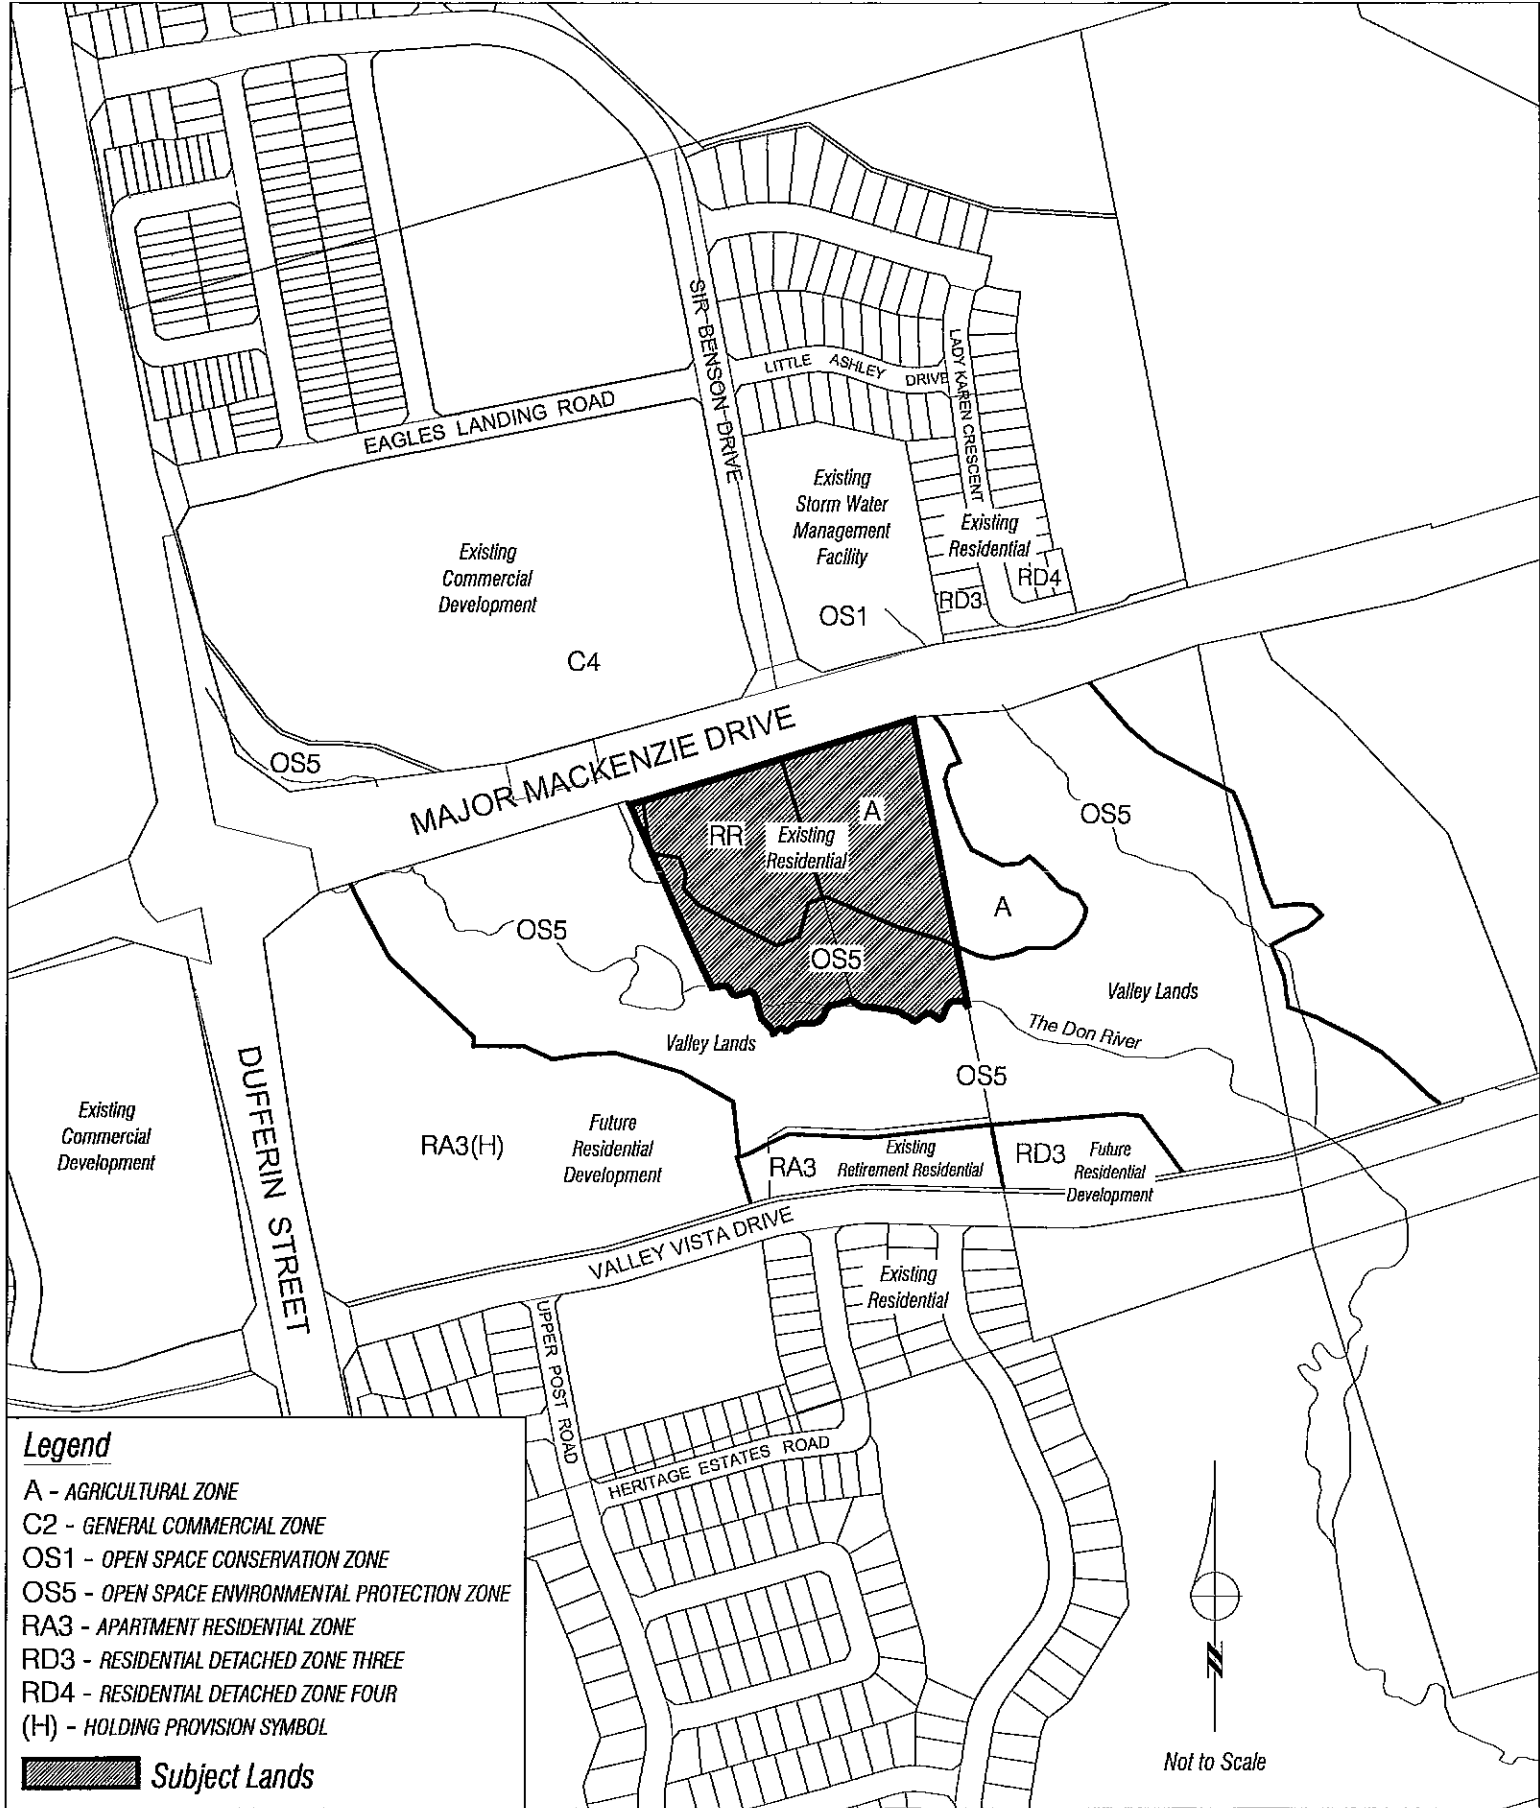 SIR BENSON DRIVE
LITTLE ASHLEY DRIVE
LADY KAREN CRESCENT
EAGLES LANDING ROAD
Existing
Storm Water
Management
Facility
OS1
Existing
Residential
RD3
RD4
Existing
Commercial
Development
C4
OS5
MAJOR MACKENZIE DRIVE
RR
Existing
Residential
A
OS5
A
OS5
OS5
Valley Lands
Valley Lands
The Don River
OS5
DUFFERIN STREET
Existing
Commercial
Development
RA3(H)
Future
Residential
Development
RA3
Existing
Retirement Residential
RD3
Future
Residential
Development
VALLEY VISTA DRIVE
Existing
Residential
UPPER POST ROAD
HERITAGE ESTATES ROAD
Legend
A - AGRICULTURAL ZONE
C2 - GENERAL COMMERCIAL ZONE
OS1 - OPEN SPACE CONSERVATION ZONE
OS5 - OPEN SPACE ENVIRONMENTAL PROTECTION ZONE
RA3 - APARTMENT RESIDENTIAL ZONE
RD3 - RESIDENTIAL DETACHED ZONE THREE
RD4 - RESIDENTIAL DETACHED ZONE FOUR
(H) - HOLDING PROVISION SYMBOL
Subject Lands
N
Not to Scale